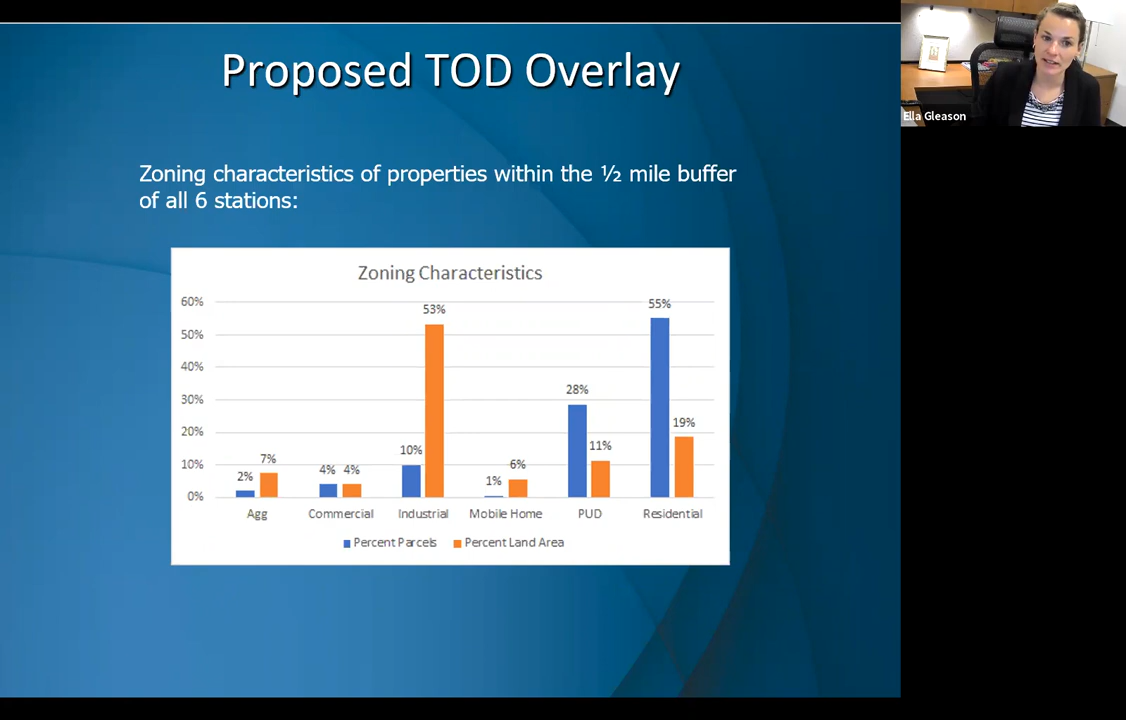 Proposed TOD Overlay
Ella Gleason
Zoning characteristics of properties within the ½ mile buffer
of all 6 stations:
Zoning Characteristics
60%
50%
40%
30%
20%
10%
0%
2%
7%
4%
4%
10%
53%
1%
6%
28%
11%
55%
19%
Agg
Commercial
Industrial
Mobile Home
PUD
Residential
Percent Parcels
Percent Land Area